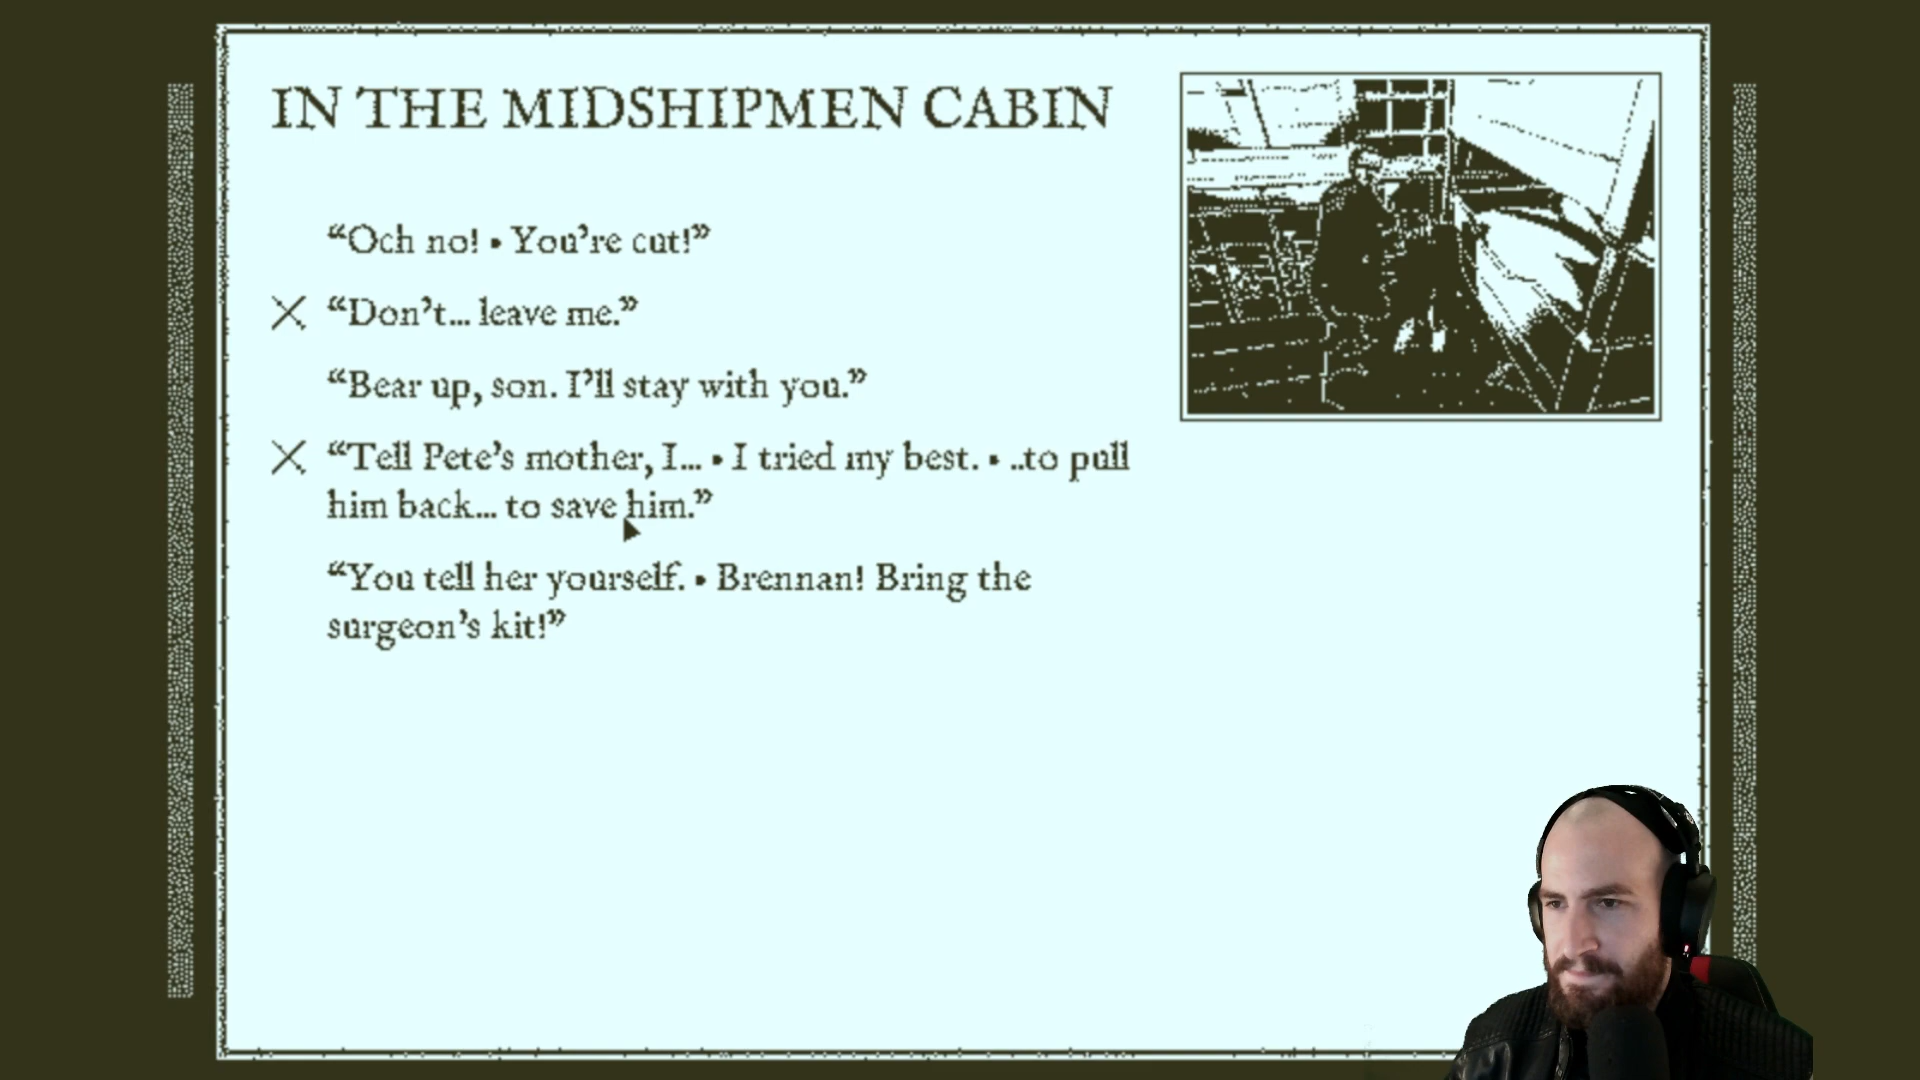 IN THE MIDSHIPMEN CABIN
“Och no! • You’re cut!”
“Don’t... leave me.”
“Bear up, son. I’ll stay with you.”
“Tell Pete’s mother, I... • I tried my best. • ..to pull
him back... to save him.”
“You tell her yourself. • Brennan! Bring the
surgeon’s kit!”